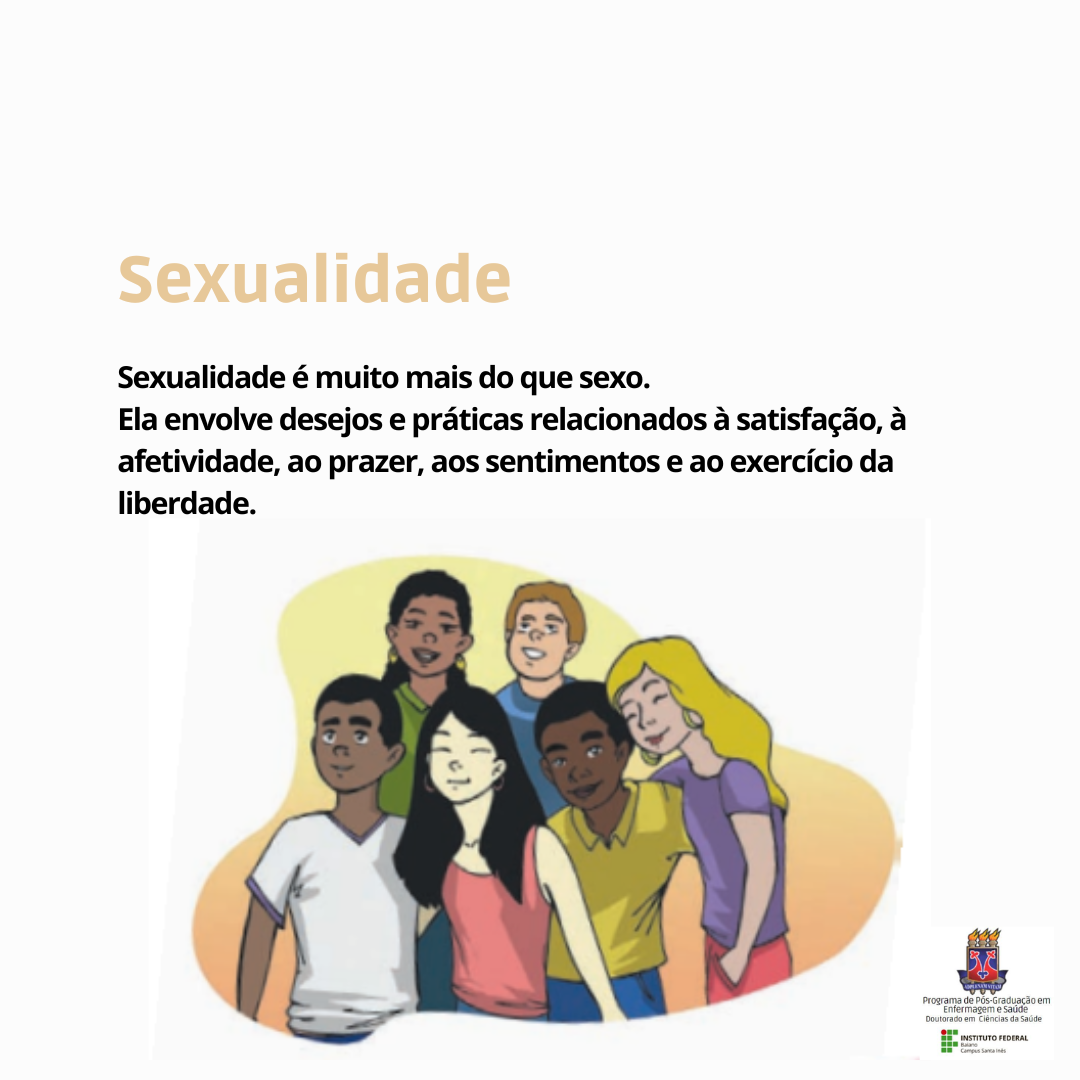 Sexualidade
Sexualidade é muito mais do que sexo.
Ela envolve desejos e práticas relacionados à satisfação, à
afetividade, ao prazer, aos sentimentos e ao exercício da
liberdade.
Programa de Pós-Graduação em
Enfermagem e Saúde
Doutorado em Ciências da Saúde
INSTITUTO FEDERAL
Baiano
Campus Santa Inês